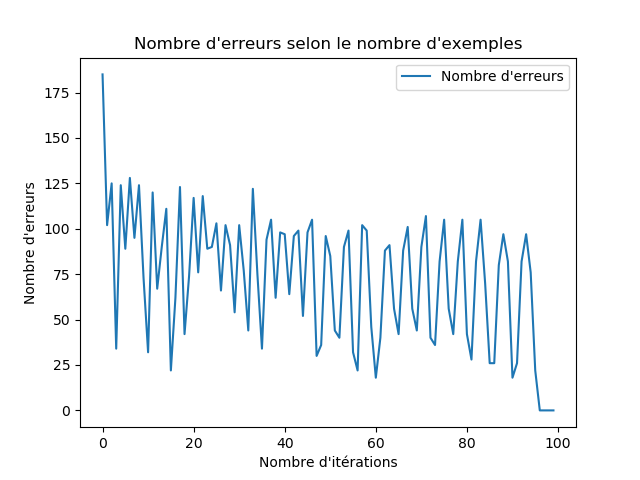 Nombre d'erreurs selon le nombre d'exemples
Nombre d'erreurs
175
150
125
100
75
50
25
0
Nombre d'erreurs
0 20 40 60 80 100
Nombre d'itérations